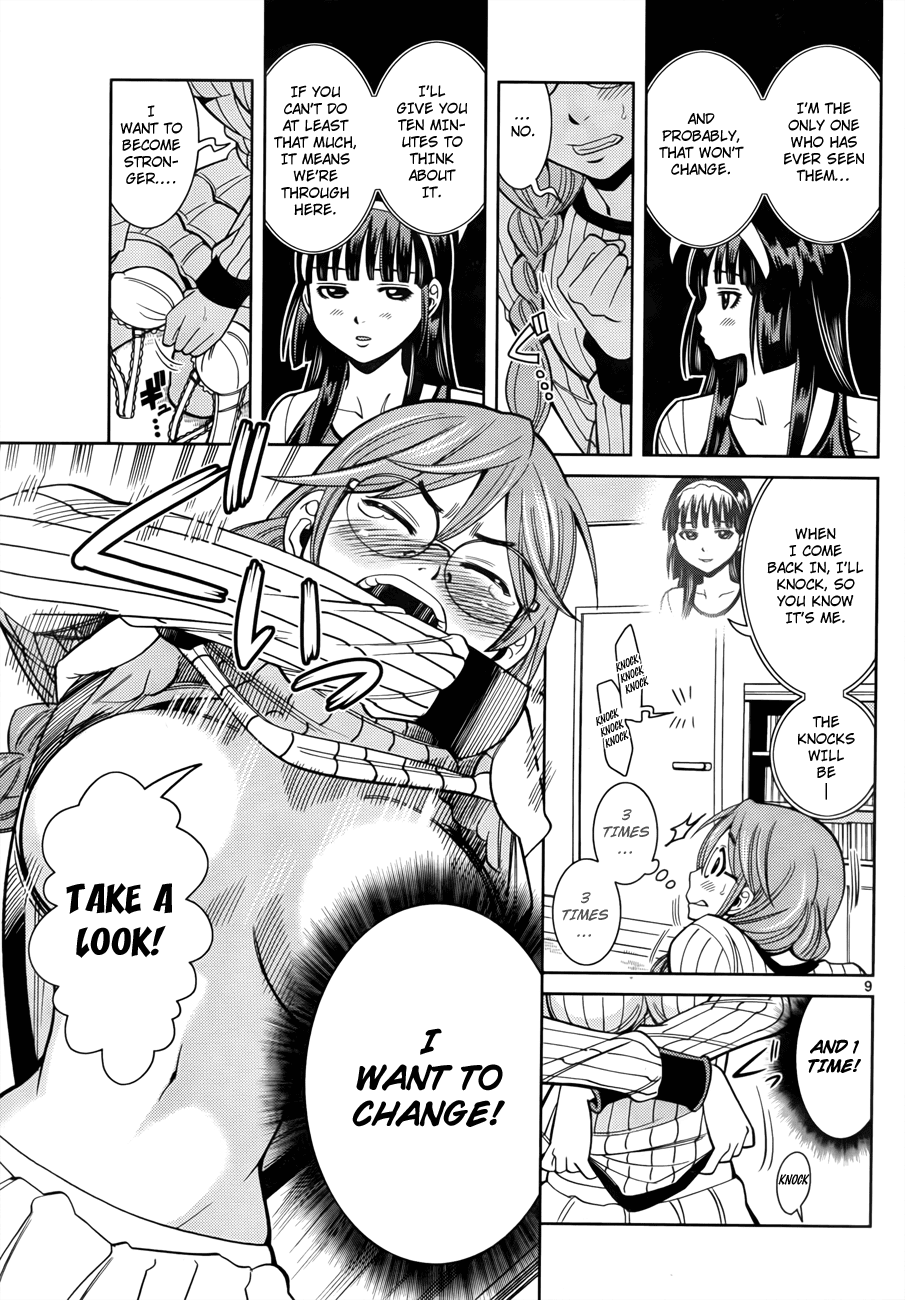 I'M THE
ONLY ONE
WHO HAS
EVER SEEN
THEM...
AND
PROBABLY,
THAT WON'T
CHANGE.
...
NO.
I'LL
GIVE YOU
TEN MIN-
UTES TO
THINK
ABOUT
IT.
IF YOU
CAN'T DO
AT LEAST
THAT MUCH,
IT MEANS
WE'RE
THROUGH
HERE.
I
WANT TO
BECOME
STRON-
GER....
ギュ...
WHEN
I COME
BACK IN, I'LL
KNOCK, SO
YOU KNOW
IT'S ME.
THE
KNOCKS
WILL
BE
—
KNOCK
KNOCK
KNOCK
KNOCK
KNOCK
KNOCK
3
TIMES
...
3
TIMES ...
9
AND 1
TIME!
KNOCK
I
WANT TO
CHANGE!
TAKE A
LOOK!